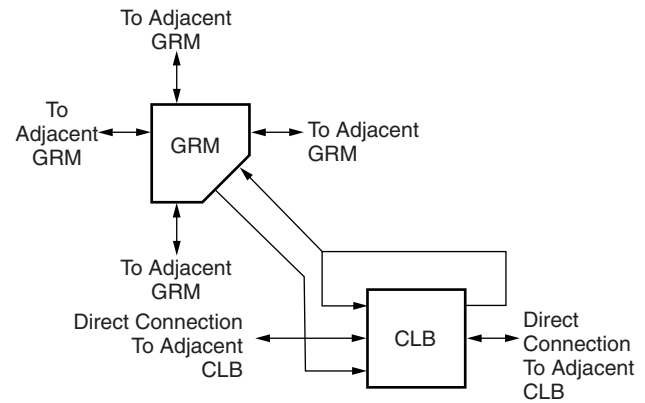 To Adjacent
GRM
To
Adjacent
GRM
GRM
To Adjacent
GRM
To Adjacent
GRM
Direct Connection
To Adjacent
CLB
CLB
Direct
Connection
To Adjacent
CLB